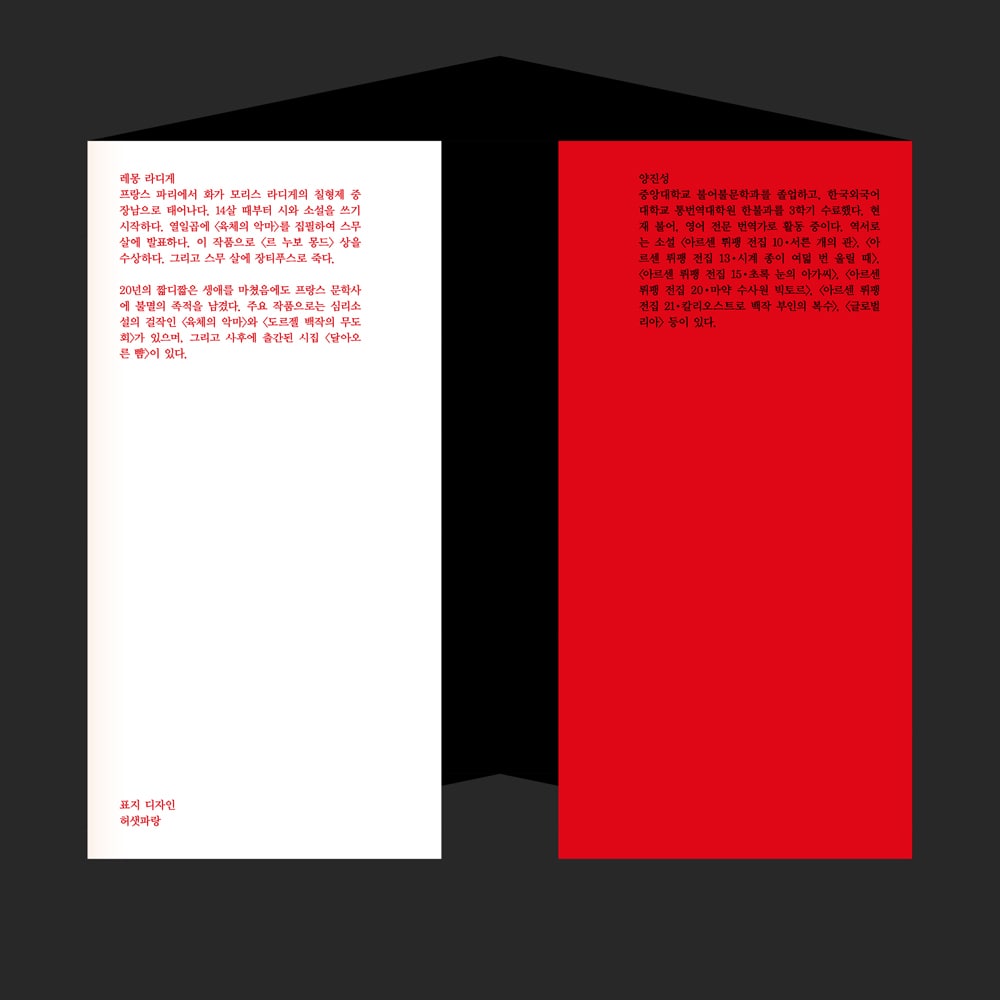 레몽 라디게
프랑스 파리에서 화가 모리스 라디게의 칠형제 중
장남으로 태어나다. 14살 때부터 시와 소설을 쓰기
시작하다. 열일곱에 〈육체의 악마〉를 집필하여 스무
살에 발표하다. 이 작품으로 〈르 누보 몽드〉 상을
수상하다. 그리고 스무 살에 장티푸스로 죽다.
20년의 짧디짧은 생애를 마쳤음에도 프랑스 문학사
에 불멸의 족적을 남겼다. 주요 작품으로는 심리소
설의 걸작인 〈육체의 악마〉와 〈도르젤 백작의 무도
회〉가 있으며, 그리고 사후에 출간된 시집 〈달아오
른 뺨〉이 있다.
표지 디자인
허샛파랑
양진성
중앙대학교 불어불문학과를 졸업하고, 한국외국어
대학교 통번역대학원 한불과를 3학기 수료했다. 현
재 불어, 영어 전문 번역가로 활동 중이다. 역서로
는 소설 〈아르센 뤼팽 전집 10•서른 개의 관〉, 〈아
르센 뤼팽 전집 13•시계 종이 여덟 번 울릴 때〉,
〈아르센 뤼팽 전집 15•초록 눈의 아가씨〉, 〈아르센
뤼팽 전집 20•마약 수사원 빅토르〉, 〈아르센 뤼팽
전집 21•칼리오스트로 백작 부인의 복수〉, 〈글로벌
리아〉 등이 있다.